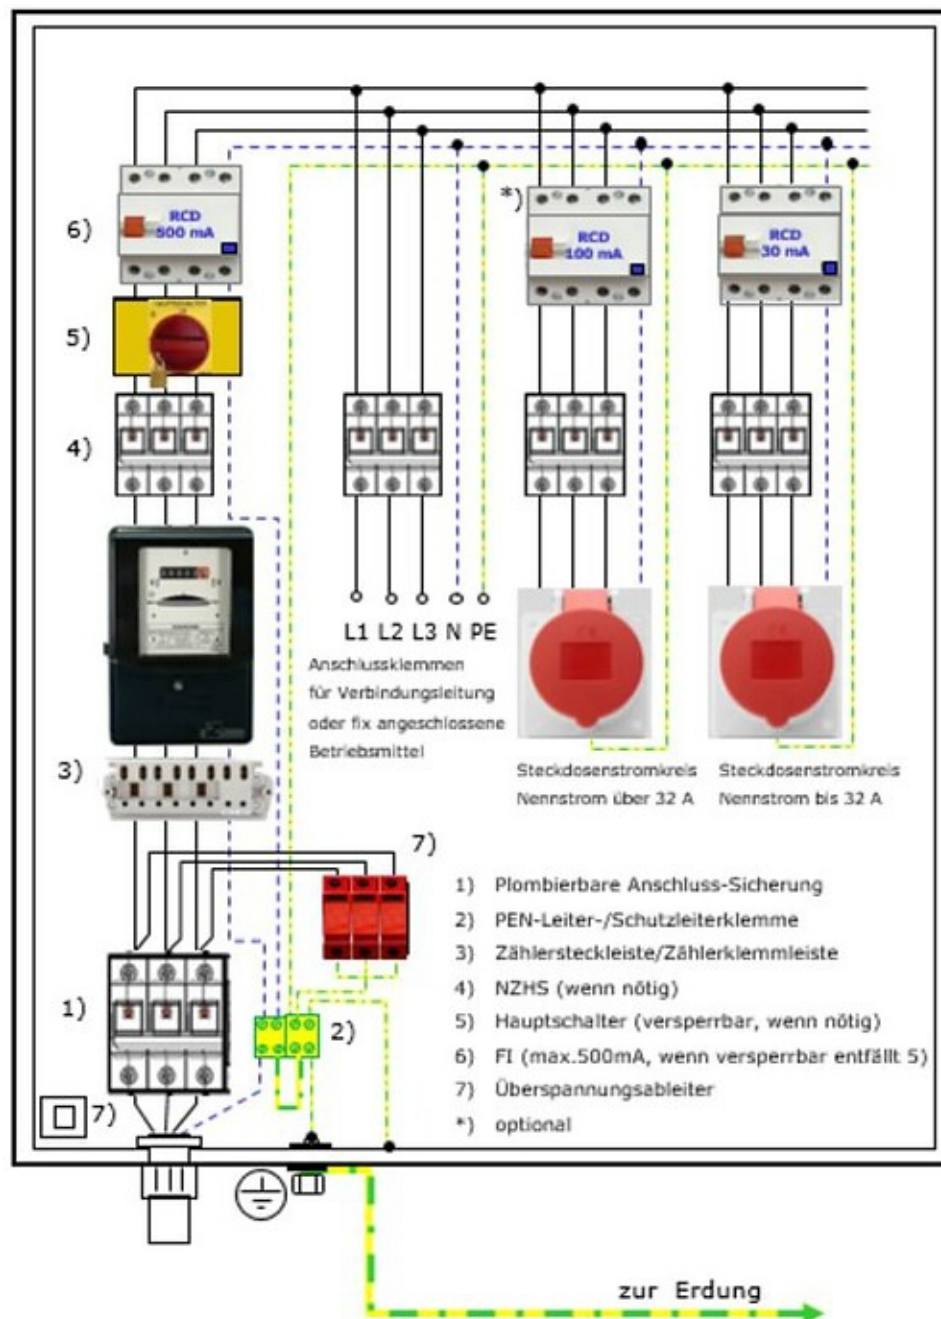 RCD
500 mA
6)
*)
RCD
100 mA
RCD
30 mA
5)
4)
L1 L2 L3 N PE
Anschlussklemmen
für Verbindungsleitung
oder fix angeschlossene
Betriebsmittel
3)
Steckdosenstromkreis
Nennstrom über 32 A
Steckdosenstromkreis
Nennstrom bis 32 A
7)
1) Plombierbare Anschluss-Sicherung
2) PEN-Leiter-/Schutzleiterklemme
3) Zählersteckleiste/Zählerklemmleiste
4) NZHS (wenn nötig)
5) Hauptschalter (versperrbar, wenn nötig)
6) FI (max.500mA, wenn versperrbar entfällt 5)
7) Überspannungsableiter
*) optional
1)
2)
7)
zur Erdung